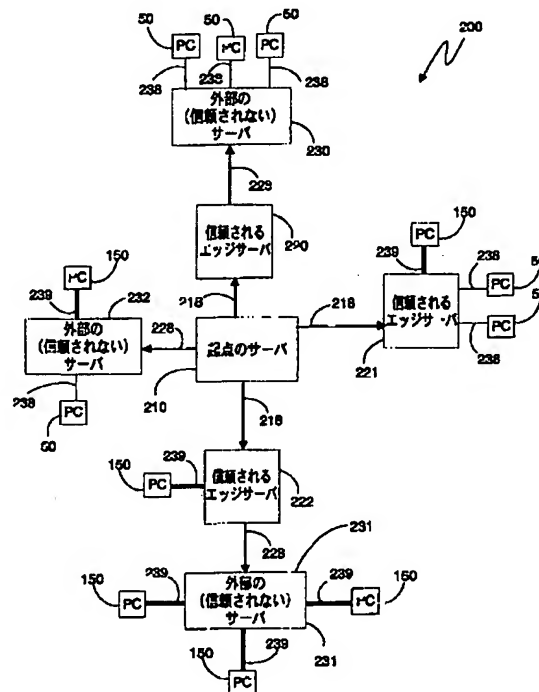 50
50
50
200
PC
PC
PC
238
238
238
外部の
(信頼されない)
サーバ
230
228
150
PC
信頼される
エッジサーバ
220
239
238
PC
50
150
PC
218
218
信頼される
エッジサーバ
PC
50
239
232
221
238
外部の
(信頼されない)
サーバ
228
起点のサーバ
238
210
PC
218
150
239
PC
信頼される
エッジサーバ
222
228
231
150
239
外部の
(信頼されない)
サーバ
239
PC
PC
150
231
239
150
PC